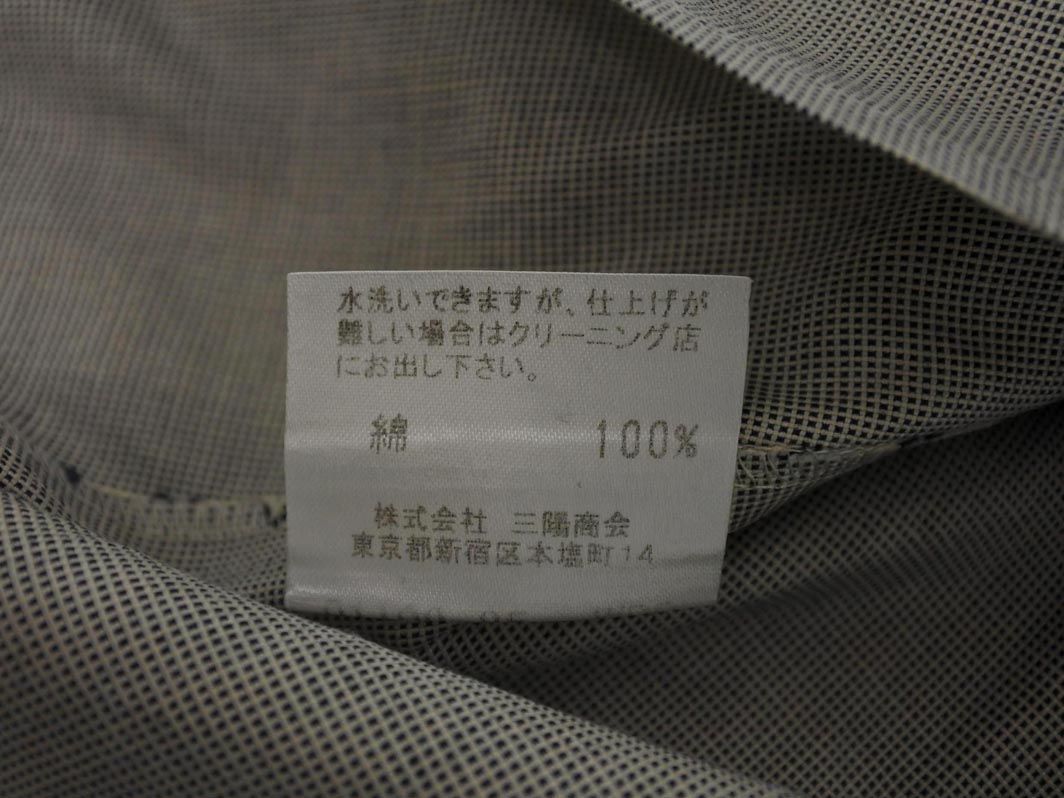 水洗いできますが、仕上げが
難しい場合はクリーニング店
にお出し下さい。
綿 100%
株式会社 三陽商会
東京都新宿区本塩町14